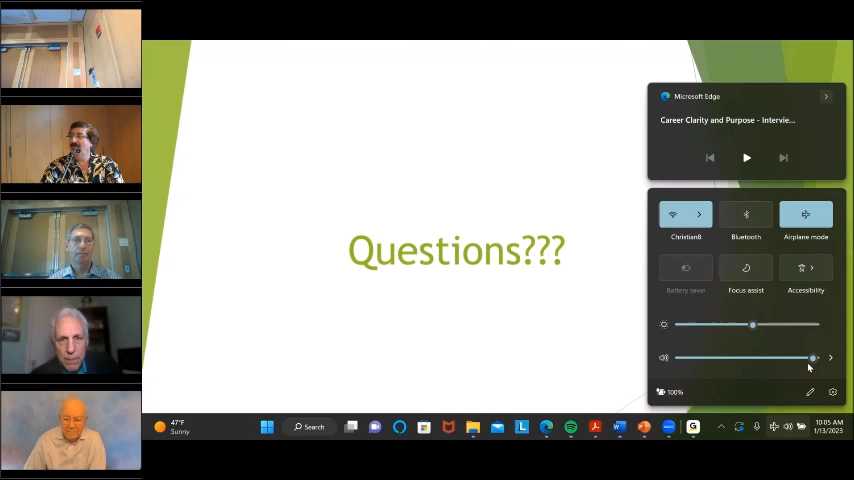 Questions???
Microsoft Edge
Career Clarity and Purpose - Intervie...
ChristianB
Bluetooth
Airplane mode
Battery saver
Focus assist
Accessibility
100%
47°F
Sunny
Search
10:05 AM
1/13/2023